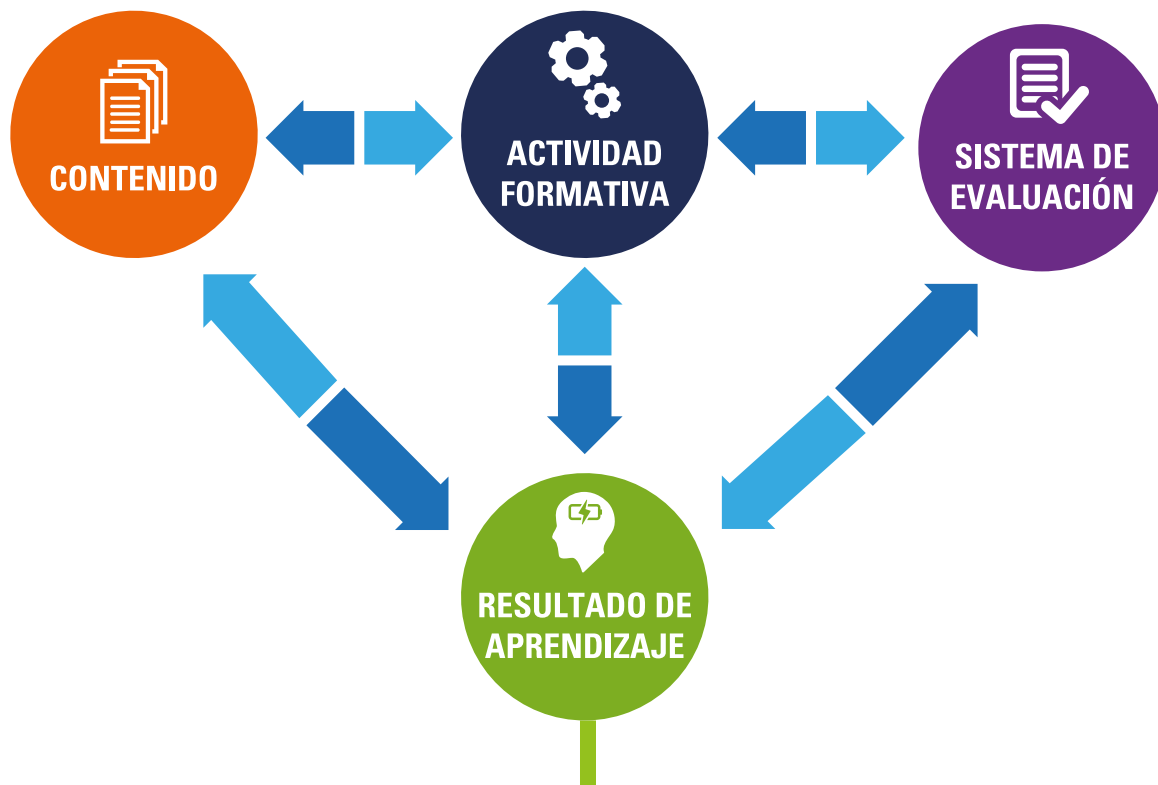 CONTENIDO
ACTIVIDAD
FORMATIVA
SISTEMA DE
EVALUACIÓN
RESULTADO DE
APRENDIZAJE